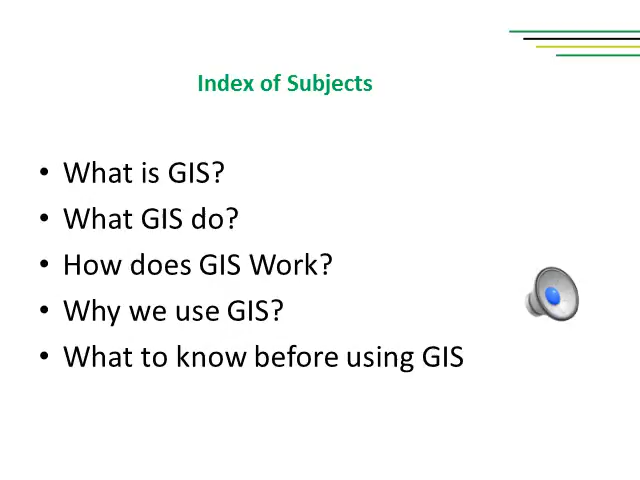 Index of Subjects
• What is GIS?
• What GIS do?
• How does GIS Work?
• Why we use GIS?
• What to know before using GIS